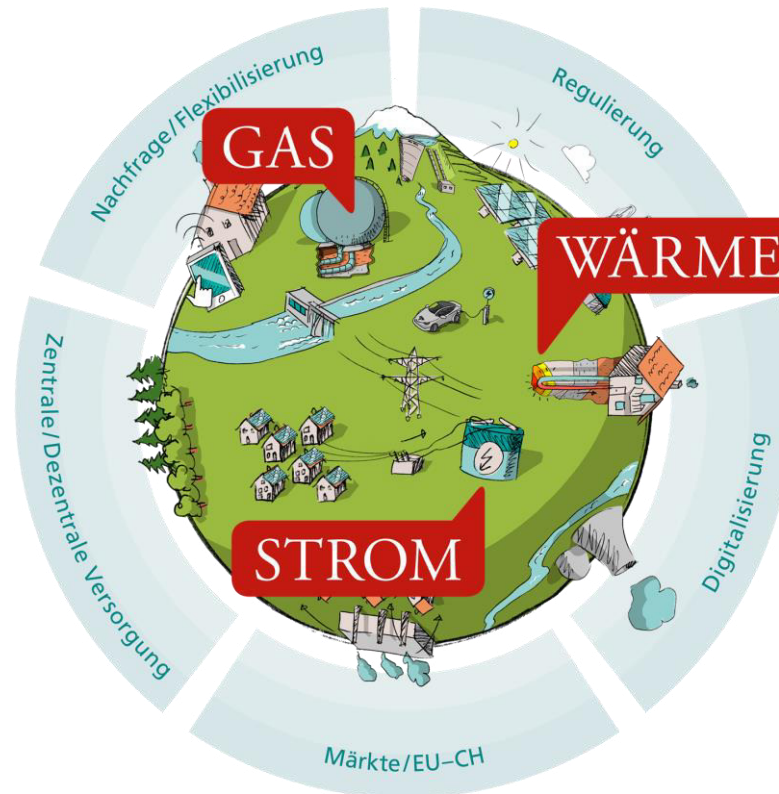 Nachfrage/Flexibilisierung
Regulierung
GAS
WÄRME
Zentrale/Dezentrale Versorgung
Digitalisierung
STROM
Märkte/EU–CH